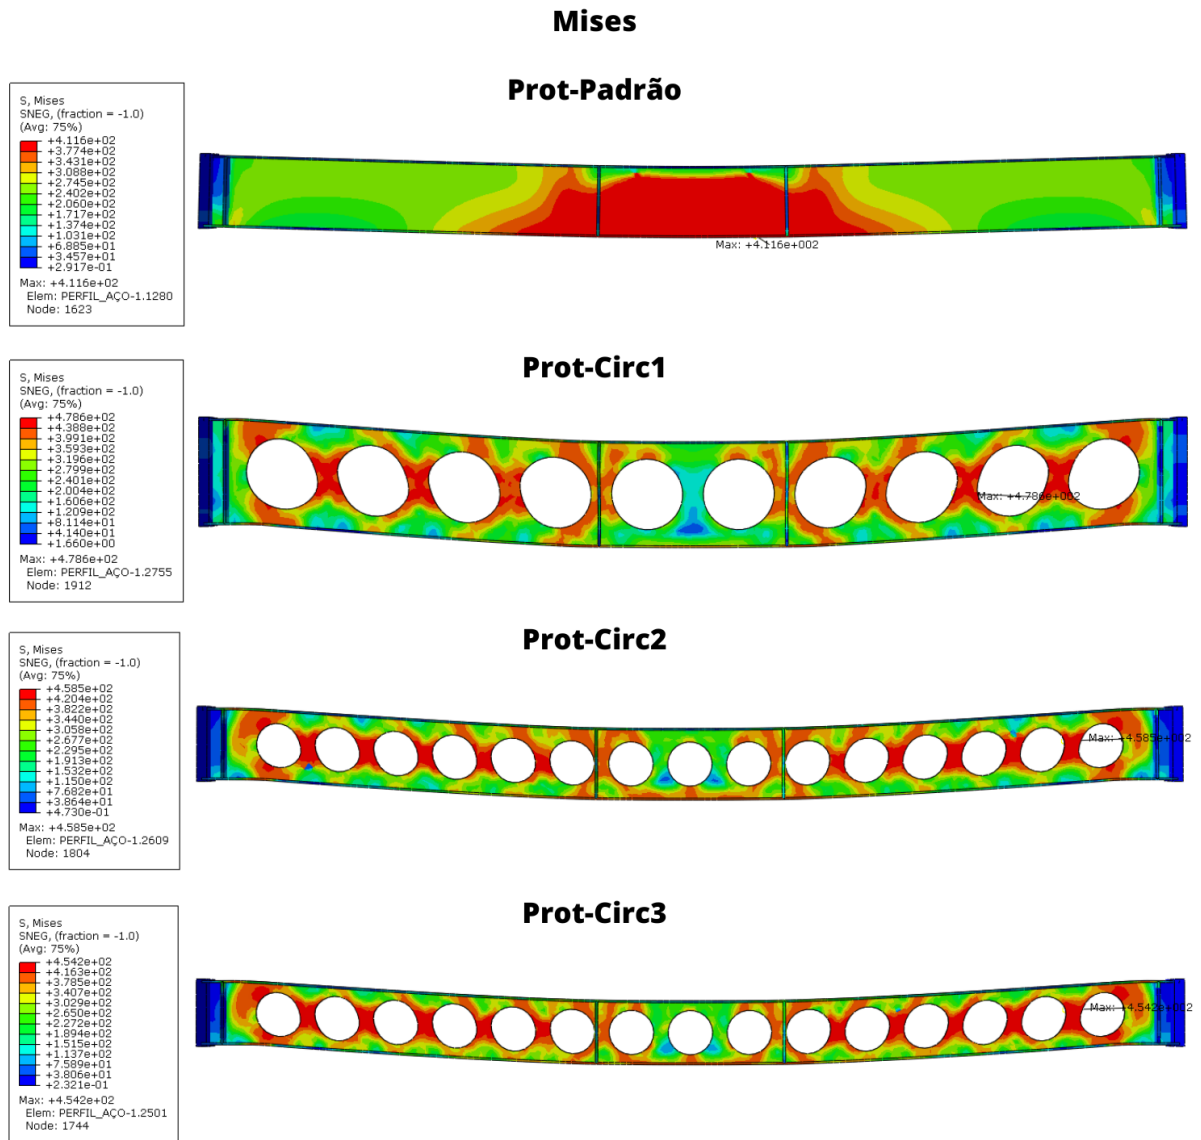 Mises
Prot-Padrão
S, Mises
SNEG, (fraction = -1.0)
(Avg: 75%)
+4.116e+02
+3.774e+02
+3.431e+02
+3.088e+02
+2.745e+02
+2.402e+02
+2.060e+02
+1.717e+02
+1.374e+02
+1.031e+02
+6.885e+01
+3.457e+01
+2.917e-01
Max: +4.116e+02
Elem: PERFIL_AÇO-1.1280
Node: 1623
Max: +4.116e+002
Prot-Circ1
S, Mises
SNEG, (fraction = -1.0)
(Avg: 75%)
+4.786e+02
+4.388e+02
+3.991e+02
+3.593e+02
+3.196e+02
+2.799e+02
+2.401e+02
+2.004e+02
+1.606e+02
+1.209e+02
+8.114e+01
+4.140e+01
+1.660e+00
Max: +4.786e+02
Elem: PERFIL_AÇO-1.2755
Node: 1912
Max: +4.786e+002
Prot-Circ2
S, Mises
SNEG, (fraction = -1.0)
(Avg: 75%)
+4.585e+02
+4.204e+02
+3.822e+02
+3.440e+02
+3.058e+02
+2.677e+02
+2.295e+02
+1.913e+02
+1.532e+02
+1.150e+02
+7.682e+01
+3.864e+01
+4.730e-01
Max: +4.585e+02
Elem: PERFIL_AÇO-1.2609
Node: 1804
Max: +4.585e+002
Prot-Circ3
S, Mises
SNEG, (fraction = -1.0)
(Avg: 75%)
+4.542e+02
+4.163e+02
+3.785e+02
+3.407e+02
+3.029e+02
+2.650e+02
+2.272e+02
+1.894e+02
+1.515e+02
+1.137e+02
+7.589e+01
+3.806e+01
+2.321e-01
Max: +4.542e+02
Elem: PERFIL_AÇO-1.2501
Node: 1744
Max: +4.542e+002